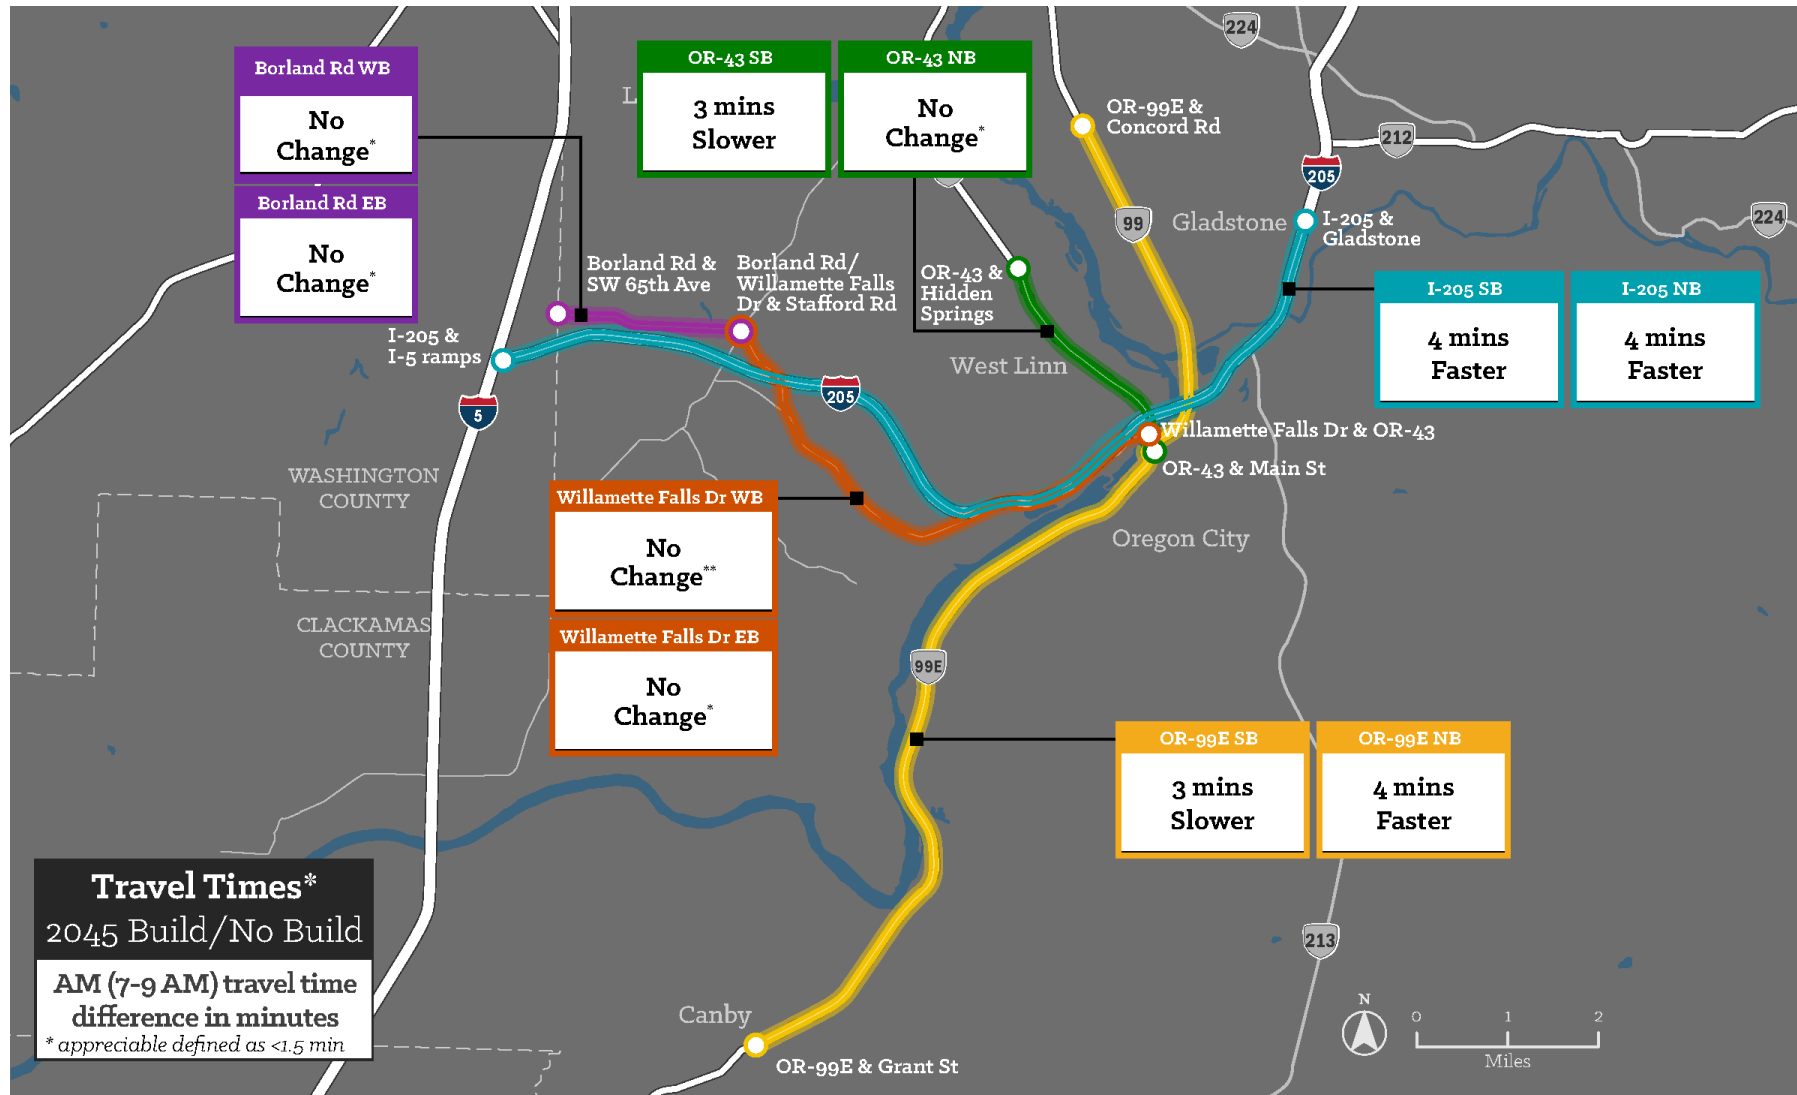 224
Borland Rd WB
No
Change*
Borland Rd EB
No
Change*
OR-43 SB
3 mins
Slower
OR-43 NB
No
Change*
L
OR-99E &
Concord Rd
212
205
224
99
Gladstone
I-205 &
Gladstone
Borland Rd &
SW 65th Ave
Borland Rd/
Willamette Falls
Dr & Stafford Rd
OR-43 &
Hidden
Springs
I-205 SB
4 mins
Faster
I-205 NB
4 mins
Faster
I-205 &
I-5 ramps
West Linn
205
5
Willamette Falls Dr & OR-43
OR-43 & Main St
WASHINGTON
COUNTY
Willamette Falls Dr WB
No
Change**
Oregon City
CLACKAMAS
COUNTY
Willamette Falls Dr EB
No
Change*
99E
OR-99E SB
3 mins
Slower
OR-99E NB
4 mins
Faster
Travel Times*
2045 Build/No Build
AM (7-9 AM) travel time
difference in minutes
* appreciable defined as <1.5 min
213
Canby
OR-99E & Grant St
N
0 1 2
Miles